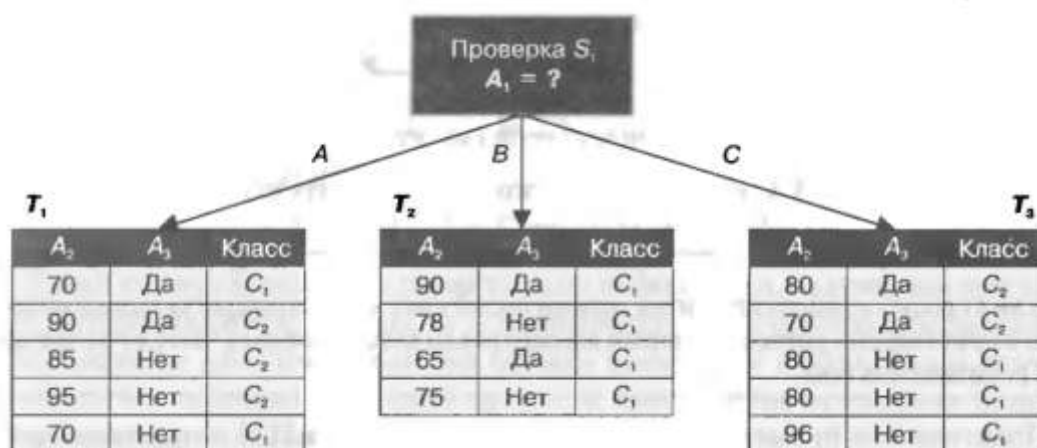 Проверка S₁
A₁ = ?
A B C
T₁ T₂ T₃
A₂ A₃ Класс A₂ A₃ Класс A₂ A₃ Класс
70 Да C₁ 90 Да C₁ 80 Да C₂
90 Да C₂ 78 Нет C₁ 70 Да C₂
85 Нет C₂ 65 Да C₁ 80 Нет C₁
95 Нет C₂ 75 Нет C₁ 80 Нет C₁
70 Нет C₁ 96 Нет C₁